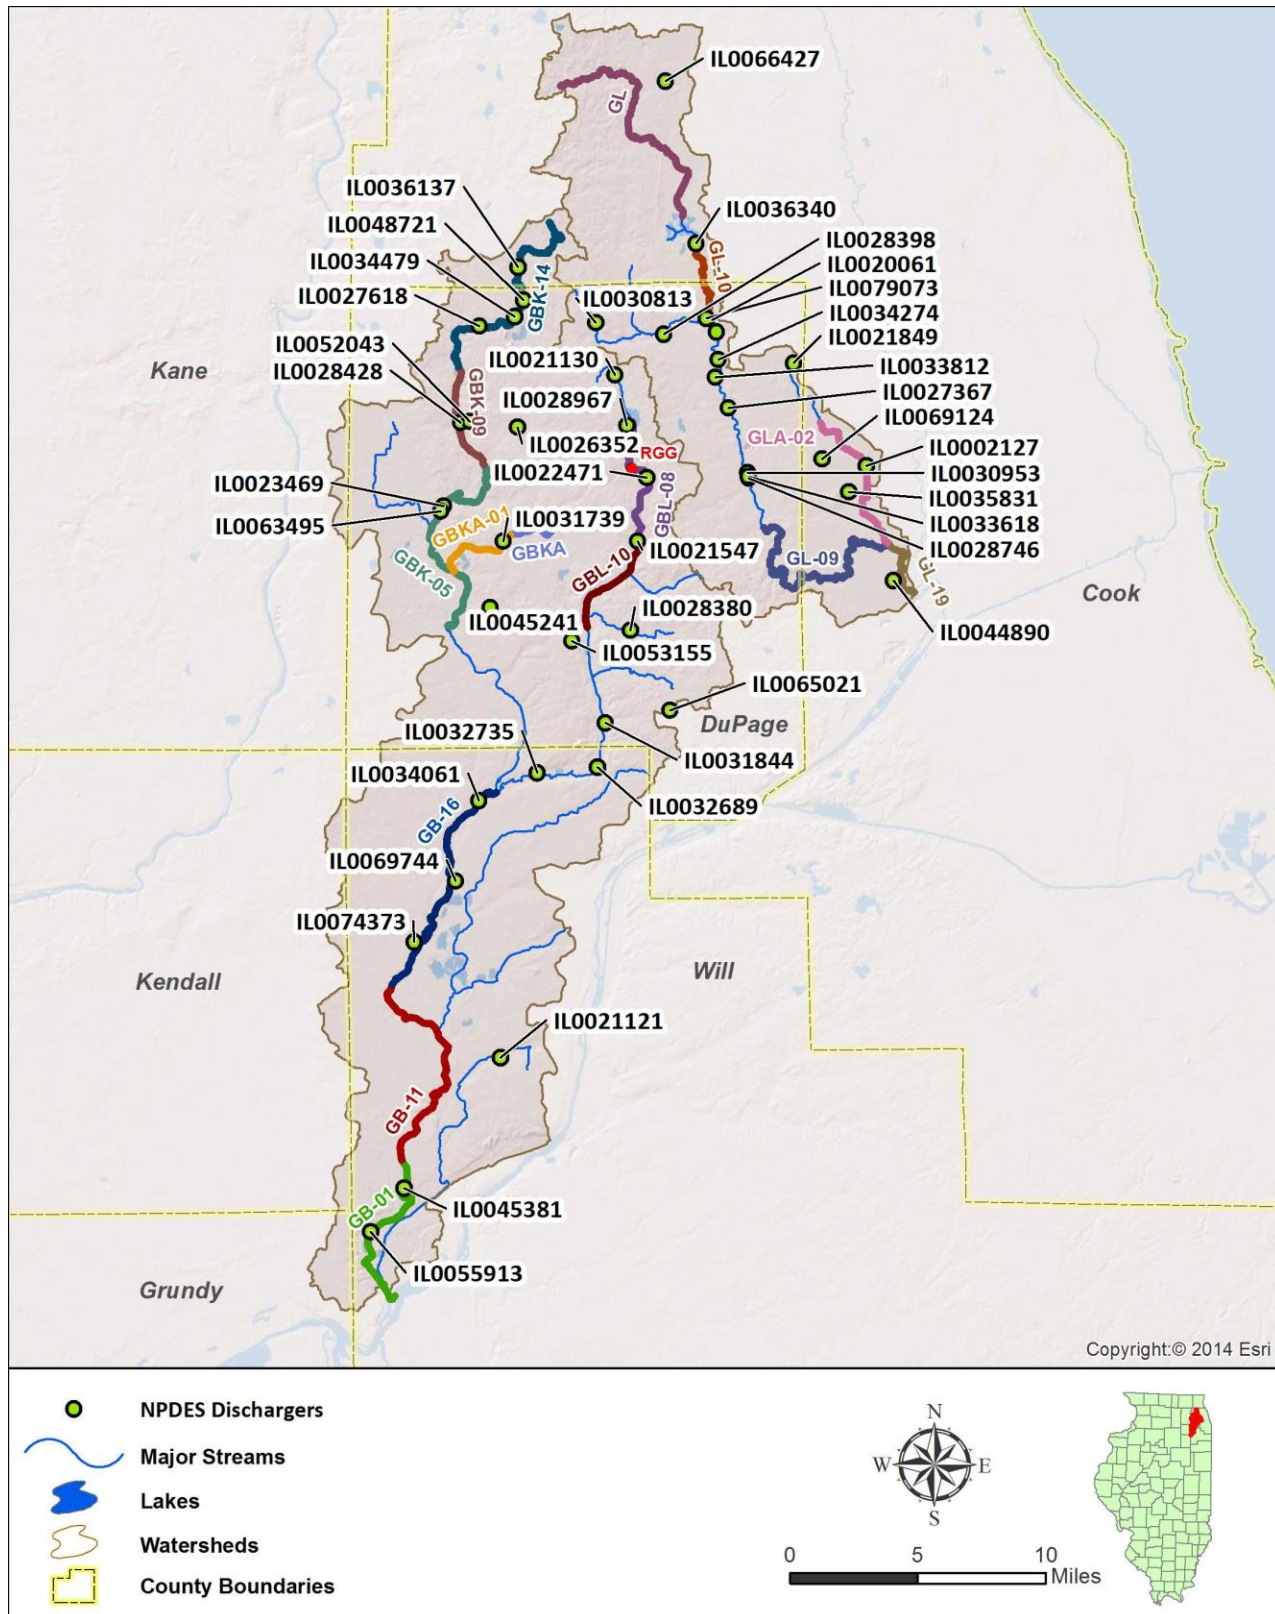 IL0066427
GL
IL0036137
IL0048721
IL0034479
IL0027618
GBK-14
IL0036340
GL-10
IL0028398
IL0020061
IL0079073
IL0034274
IL0021849
IL0030813
IL0052043
IL0028428
Kane
IL0021130
IL0028967
GBK-09
IL0026352
RGG
IL0022471
IL0033812
IL0027367
IL0069124
GLA-02
IL0002127
IL0030953
IL0035831
IL0033618
IL0028746
IL0023469
IL0063495
GBKA-01
IL0031739
GBKA
GBL-08
IL0021547
GBK-05
GBL-10
GL-09
GL-19
Cook
IL0045241
IL0028380
IL0053155
IL0044890
IL0065021
DuPage
IL0032735
IL0031844
IL0034061
IL0032689
GB-16
IL0069744
IL0074373
Kendall
Will
IL0021121
GB-11
GB-01
IL0045381
IL0055913
Grundy
Copyright:© 2014 Esri
NPDES Dischargers
Major Streams
Lakes
Watersheds
County Boundaries
N
W
E
S
0 5 10
Miles